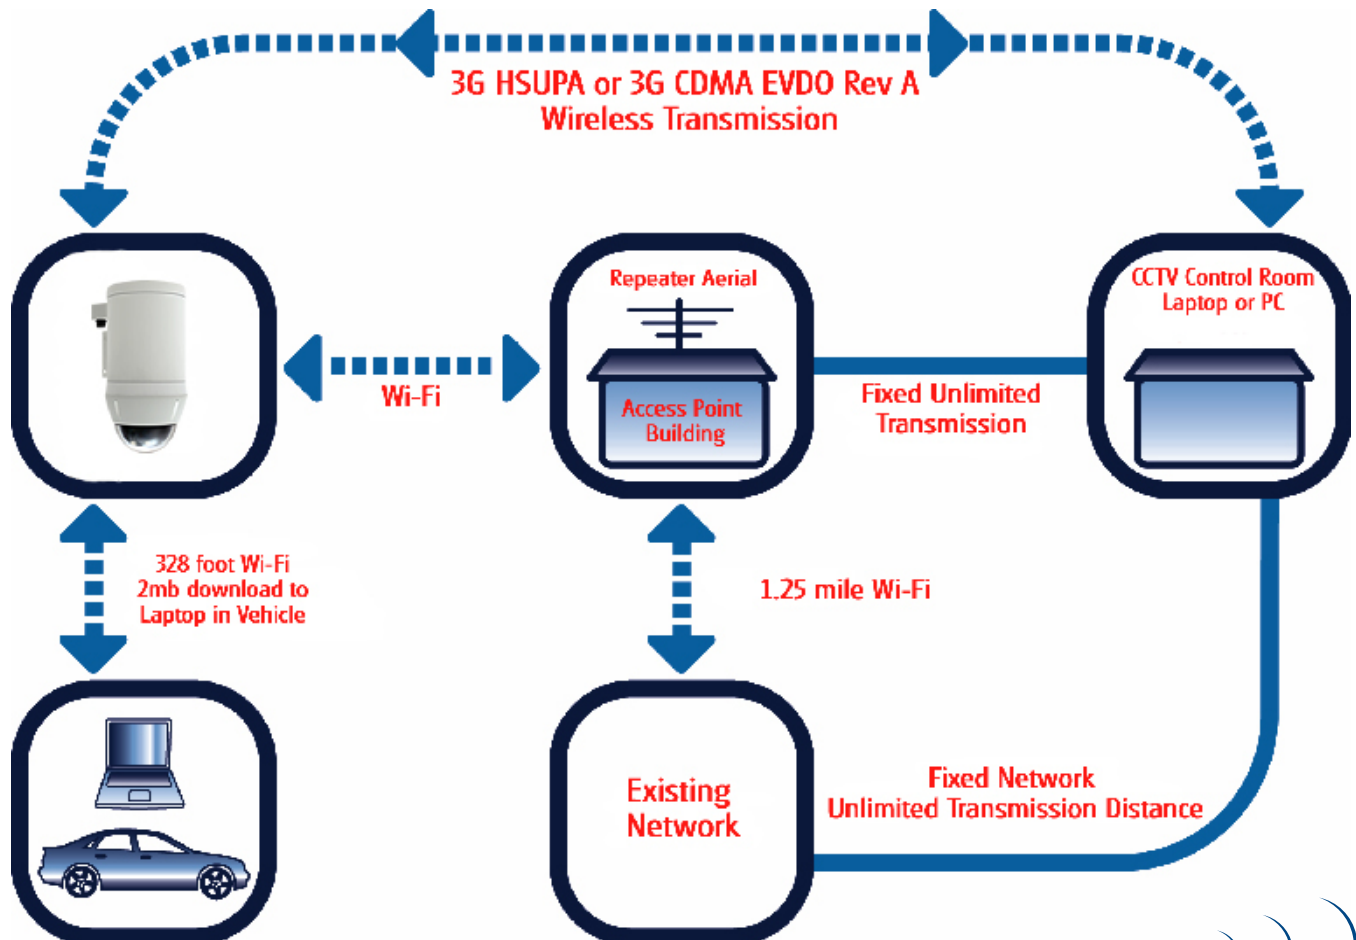 3G HSUPA or 3G CDMA EVDO Rev A
Wireless Transmission
Repeater Aerial
CCTV Control Room
Laptop or PC
Wi-Fi
Access Point
Building
Fixed Unlimited
Transmission
328 foot Wi-Fi
2mb download to
Laptop in Vehicle
1.25 mile Wi-Fi
Existing
Network
Fixed Network
Unlimited Transmission Distance